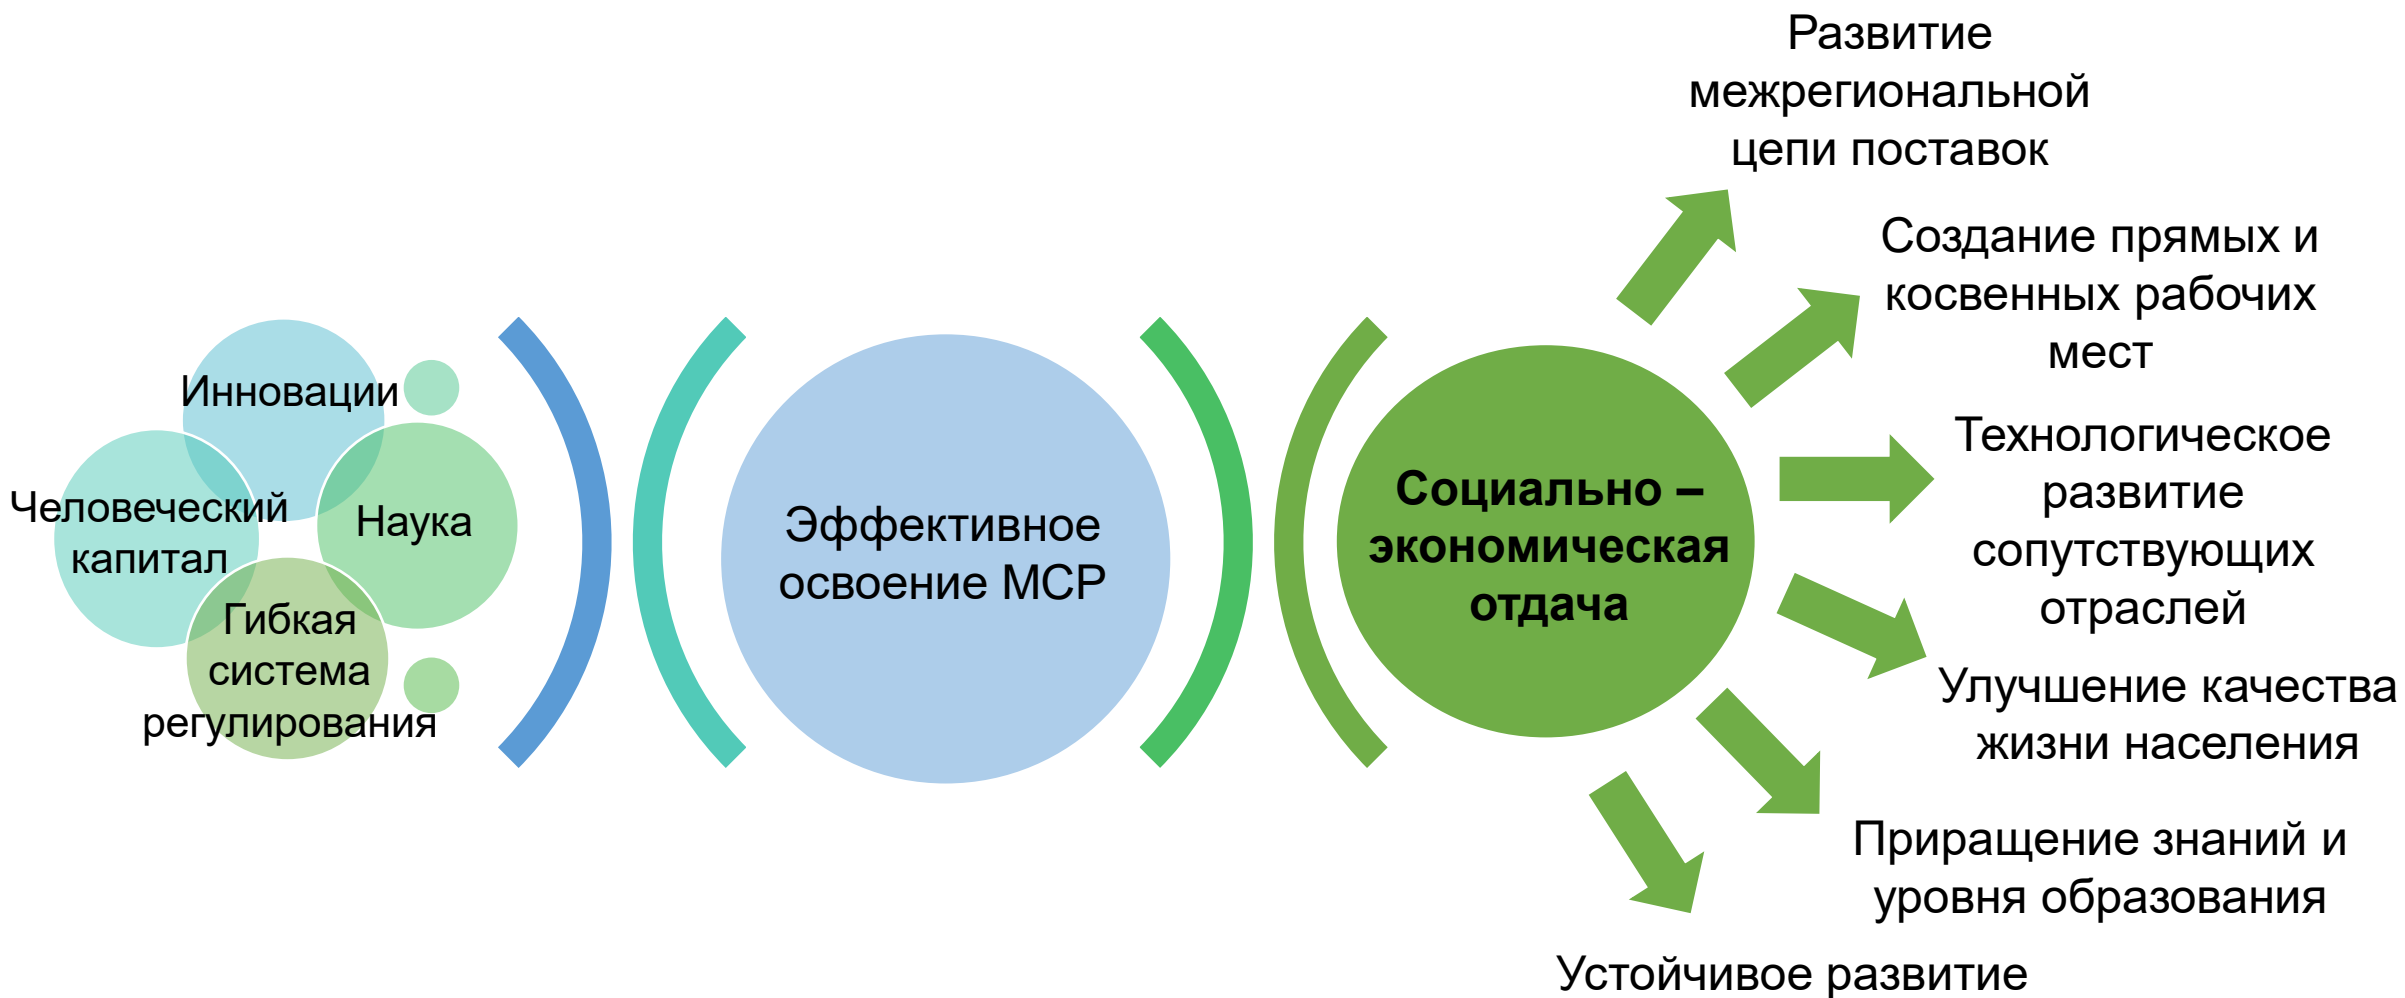 Инновации
Человеческий
капитал
Наука
Гибкая
система
регулирования
Эффективное
освоение МСР
Социально –
экономическая
отдача
Развитие
межрегиональной
цепи поставок
Создание прямых и
косвенных рабочих
мест
Технологическое
развитие
сопутствующих
отраслей
Улучшение качества
жизни населения
Приращение знаний и
уровня образования
Устойчивое развитие